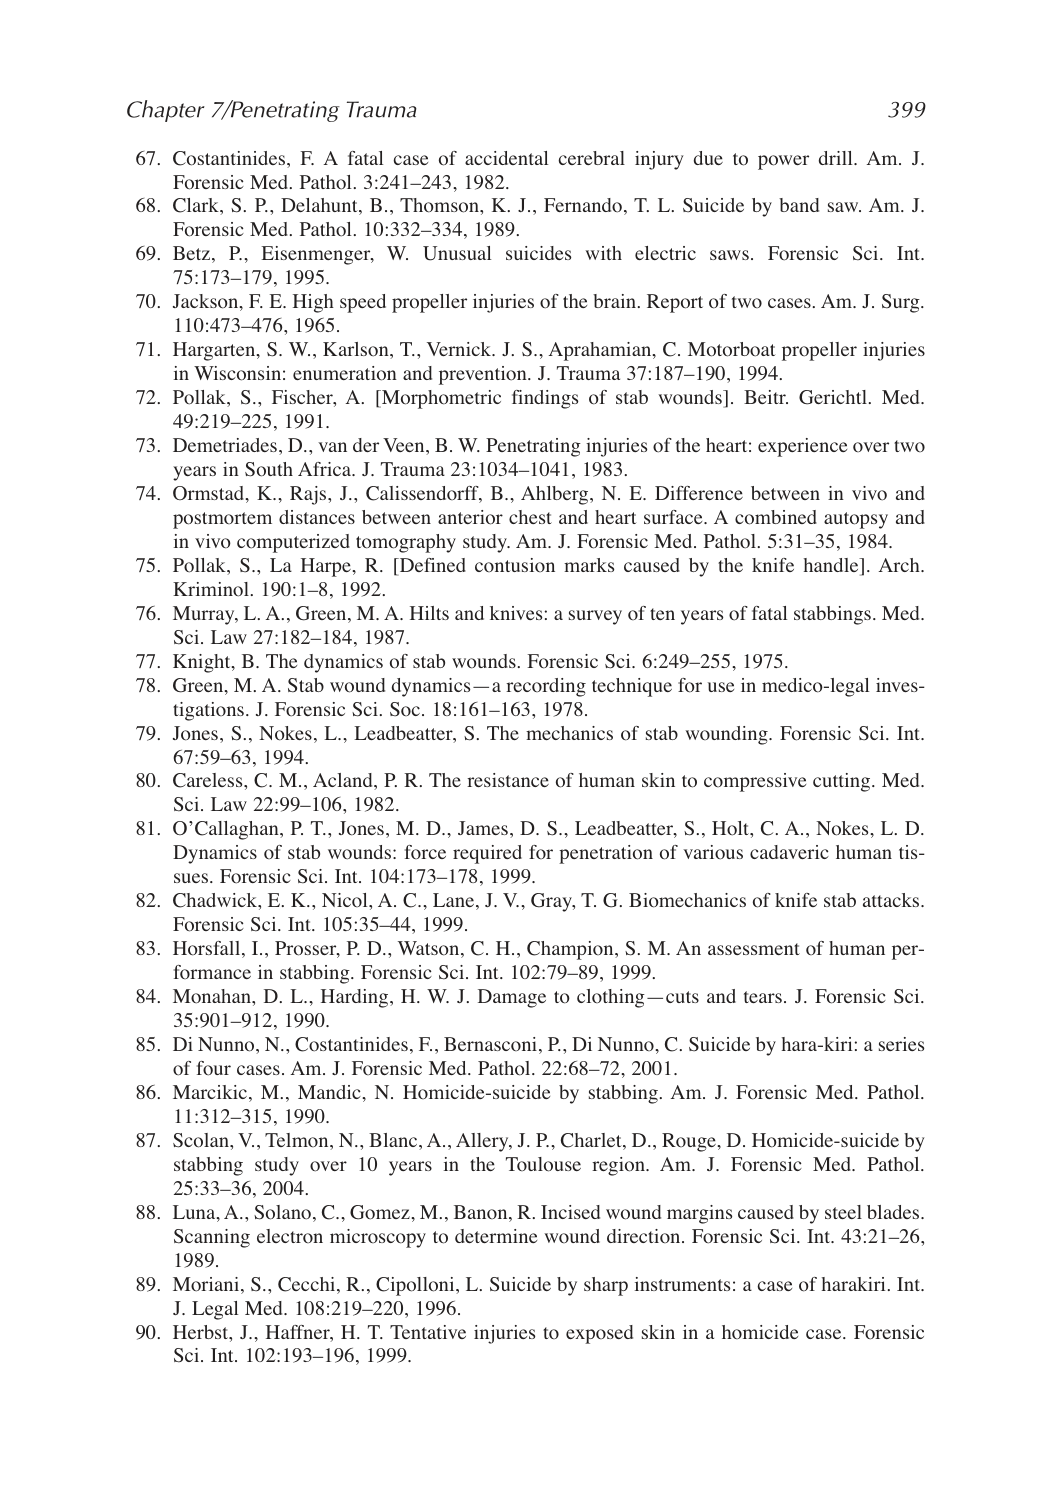 Chapter 7/Penetrating Trauma 399
67. Costantinides, F. A fatal case of accidental cerebral injury due to power drill. Am. J.
Forensic Med. Pathol. 3:241–243, 1982.
68. Clark, S. P., Delahunt, B., Thomson, K. J., Fernando, T. L. Suicide by band saw. Am. J.
Forensic Med. Pathol. 10:332–334, 1989.
69. Betz, P., Eisenmenger, W. Unusual suicides with electric saws. Forensic Sci. Int.
75:173–179, 1995.
70. Jackson, F. E. High speed propeller injuries of the brain. Report of two cases. Am. J. Surg.
110:473–476, 1965.
71. Hargarten, S. W., Karlson, T., Vernick. J. S., Aprahamian, C. Motorboat propeller injuries
in Wisconsin: enumeration and prevention. J. Trauma 37:187–190, 1994.
72. Pollak, S., Fischer, A. [Morphometric findings of stab wounds]. Beitr. Gerichtl. Med.
49:219–225, 1991.
73. Demetriades, D., van der Veen, B. W. Penetrating injuries of the heart: experience over two
years in South Africa. J. Trauma 23:1034–1041, 1983.
74. Ormstad, K., Rajs, J., Calissendorff, B., Ahlberg, N. E. Difference between in vivo and
postmortem distances between anterior chest and heart surface. A combined autopsy and
in vivo computerized tomography study. Am. J. Forensic Med. Pathol. 5:31–35, 1984.
75. Pollak, S., La Harpe, R. [Defined contusion marks caused by the knife handle]. Arch.
Kriminol. 190:1–8, 1992.
76. Murray, L. A., Green, M. A. Hilts and knives: a survey of ten years of fatal stabbings. Med.
Sci. Law 27:182–184, 1987.
77. Knight, B. The dynamics of stab wounds. Forensic Sci. 6:249–255, 1975.
78. Green, M. A. Stab wound dynamics—a recording technique for use in medico-legal inves-
tigations. J. Forensic Sci. Soc. 18:161–163, 1978.
79. Jones, S., Nokes, L., Leadbeatter, S. The mechanics of stab wounding. Forensic Sci. Int.
67:59–63, 1994.
80. Careless, C. M., Acland, P. R. The resistance of human skin to compressive cutting. Med.
Sci. Law 22:99–106, 1982.
81. O’Callaghan, P. T., Jones, M. D., James, D. S., Leadbeatter, S., Holt, C. A., Nokes, L. D.
Dynamics of stab wounds: force required for penetration of various cadaveric human tis-
sues. Forensic Sci. Int. 104:173–178, 1999.
82. Chadwick, E. K., Nicol, A. C., Lane, J. V., Gray, T. G. Biomechanics of knife stab attacks.
Forensic Sci. Int. 105:35–44, 1999.
83. Horsfall, I., Prosser, P. D., Watson, C. H., Champion, S. M. An assessment of human per-
formance in stabbing. Forensic Sci. Int. 102:79–89, 1999.
84. Monahan, D. L., Harding, H. W. J. Damage to clothing—cuts and tears. J. Forensic Sci.
35:901–912, 1990.
85. Di Nunno, N., Costantinides, F., Bernasconi, P., Di Nunno, C. Suicide by hara-kiri: a series
of four cases. Am. J. Forensic Med. Pathol. 22:68–72, 2001.
86. Marcikic, M., Mandic, N. Homicide-suicide by stabbing. Am. J. Forensic Med. Pathol.
11:312–315, 1990.
87. Scolan, V., Telmon, N., Blanc, A., Allery, J. P., Charlet, D., Rouge, D. Homicide-suicide by
stabbing study over 10 years in the Toulouse region. Am. J. Forensic Med. Pathol.
25:33–36, 2004.
88. Luna, A., Solano, C., Gomez, M., Banon, R. Incised wound margins caused by steel blades.
Scanning electron microscopy to determine wound direction. Forensic Sci. Int. 43:21–26,
1989.
89. Moriani, S., Cecchi, R., Cipolloni, L. Suicide by sharp instruments: a case of harakiri. Int.
J. Legal Med. 108:219–220, 1996.
90. Herbst, J., Haffner, H. T. Tentative injuries to exposed skin in a homicide case. Forensic
Sci. Int. 102:193–196, 1999.